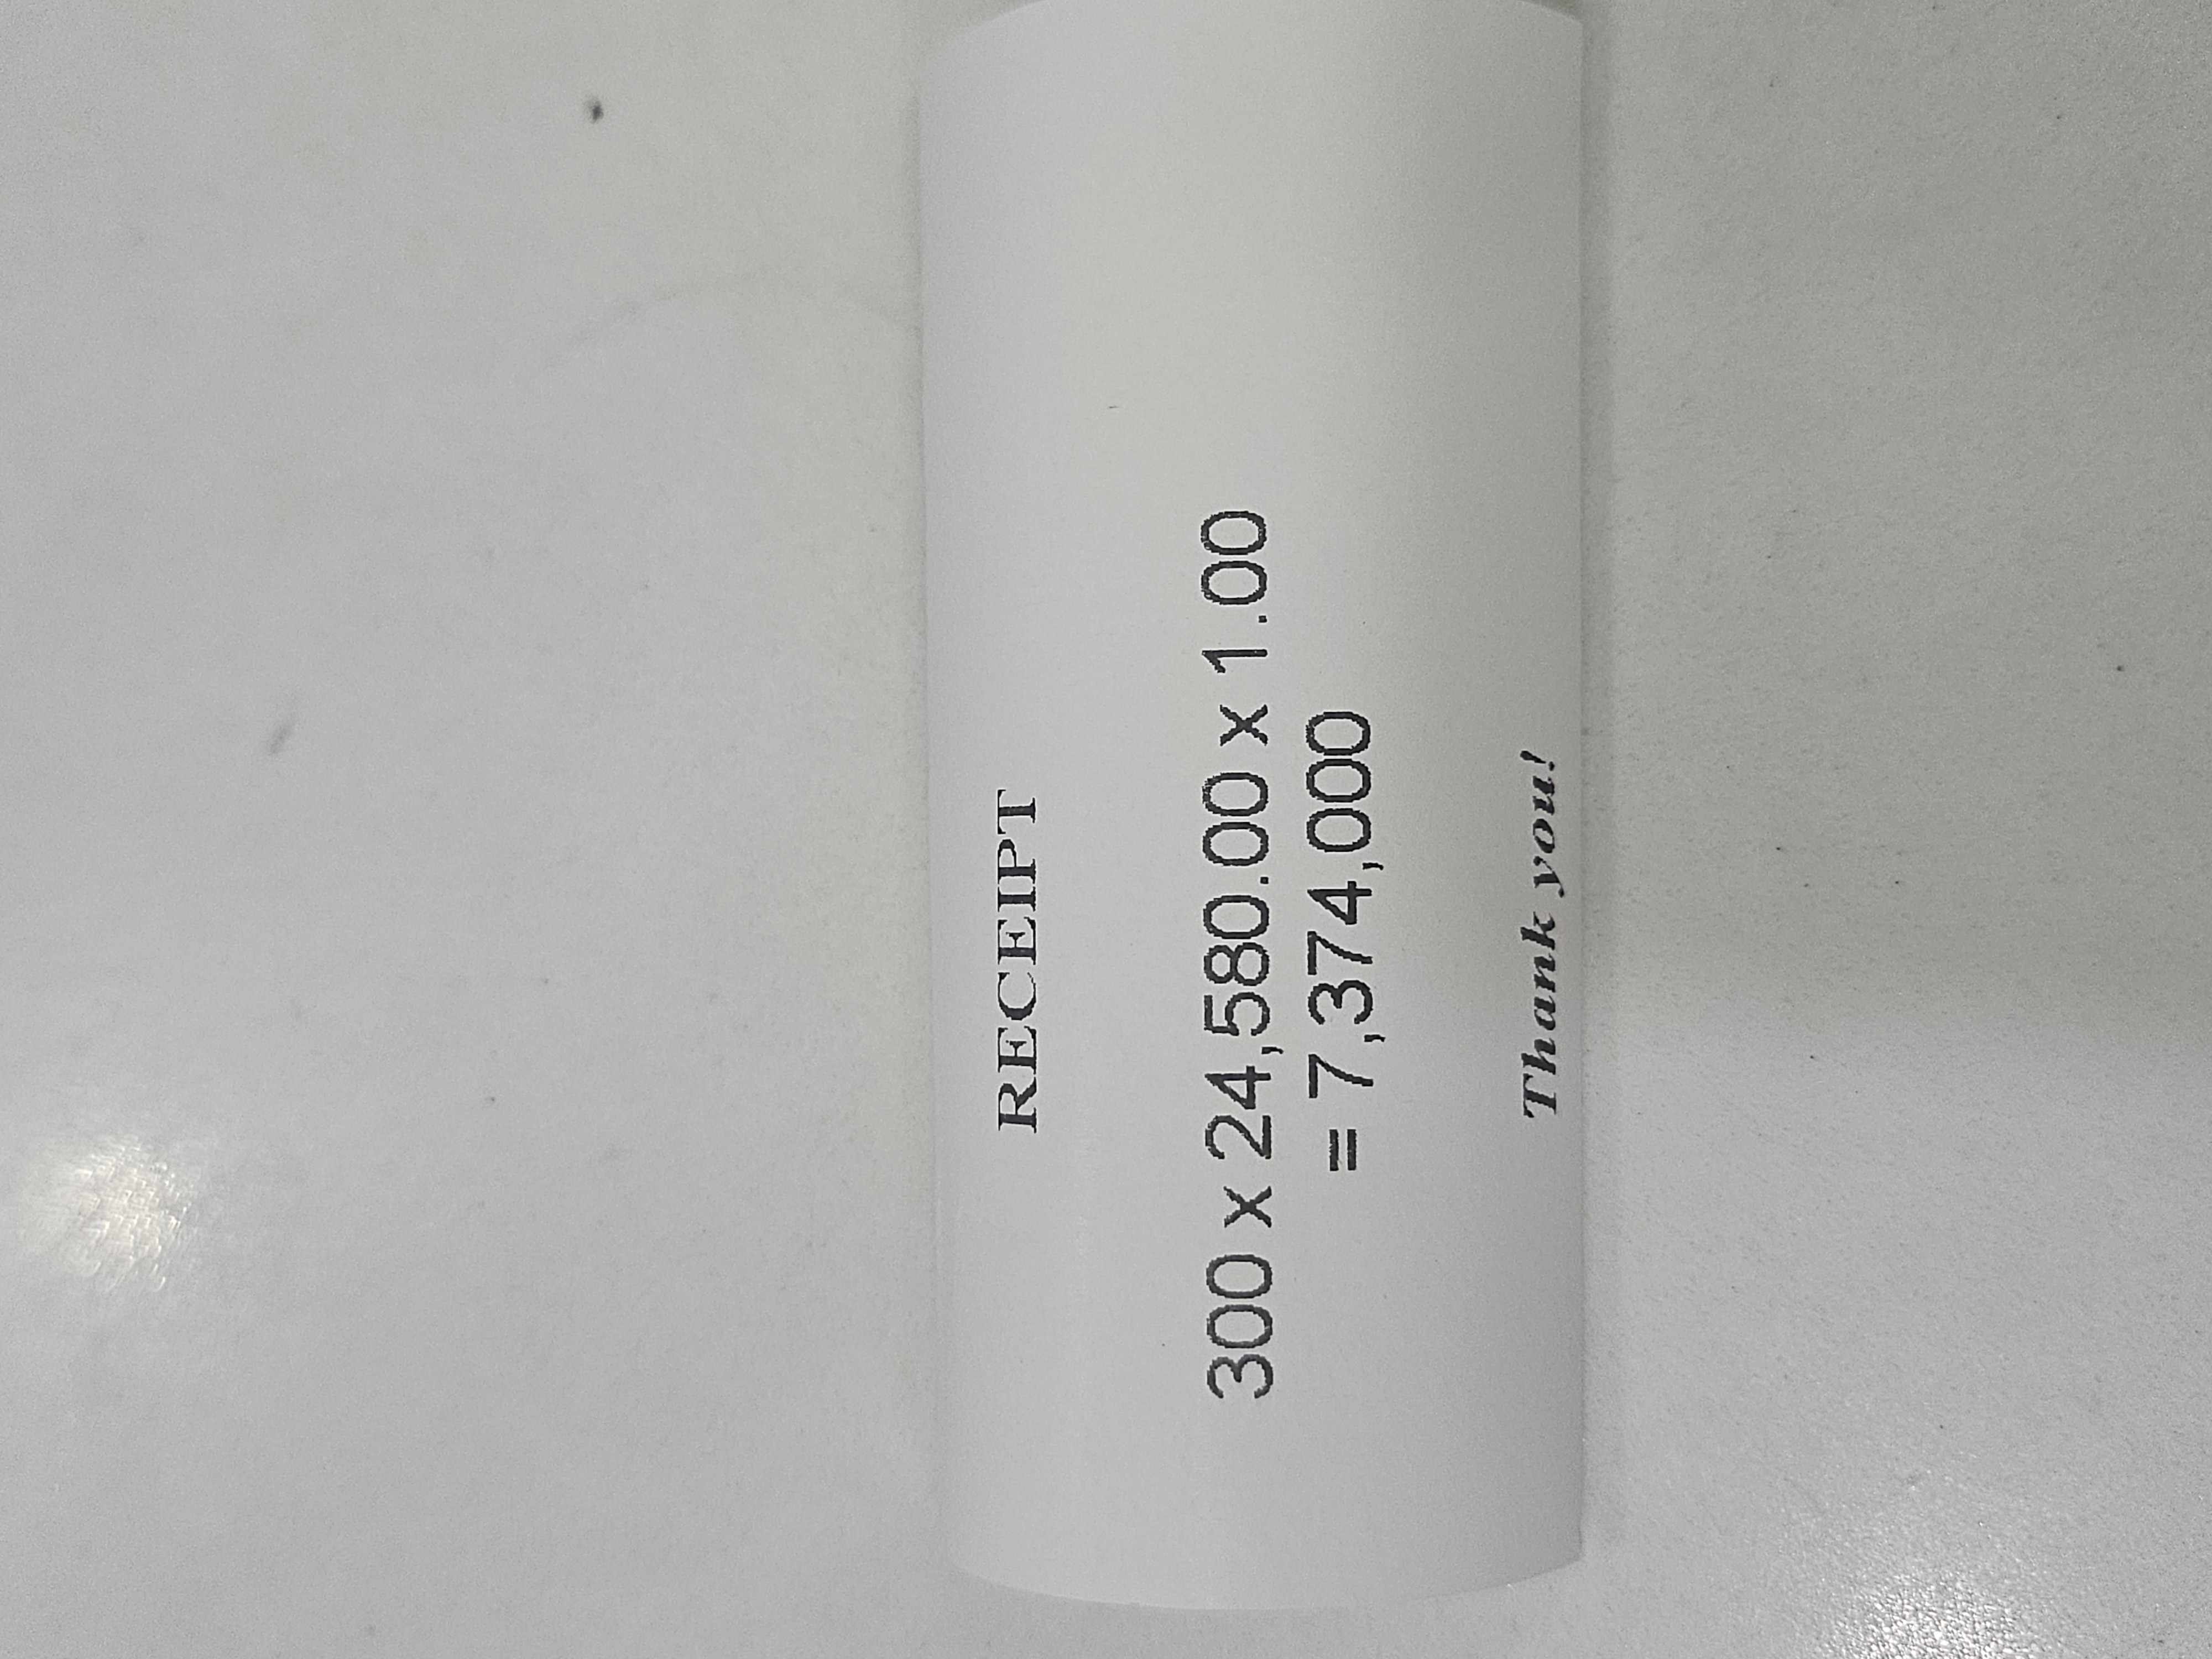 RECEIPT
300 x 24,580.00 x 1.00
= 7,374,000
Thank you!